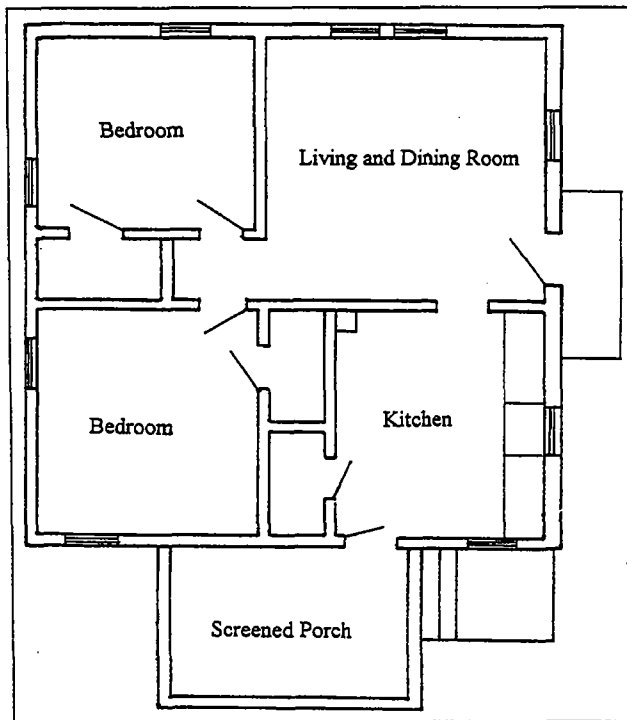 Bedroom
Living and Dining Room
Bedroom
Kitchen
Screened Porch